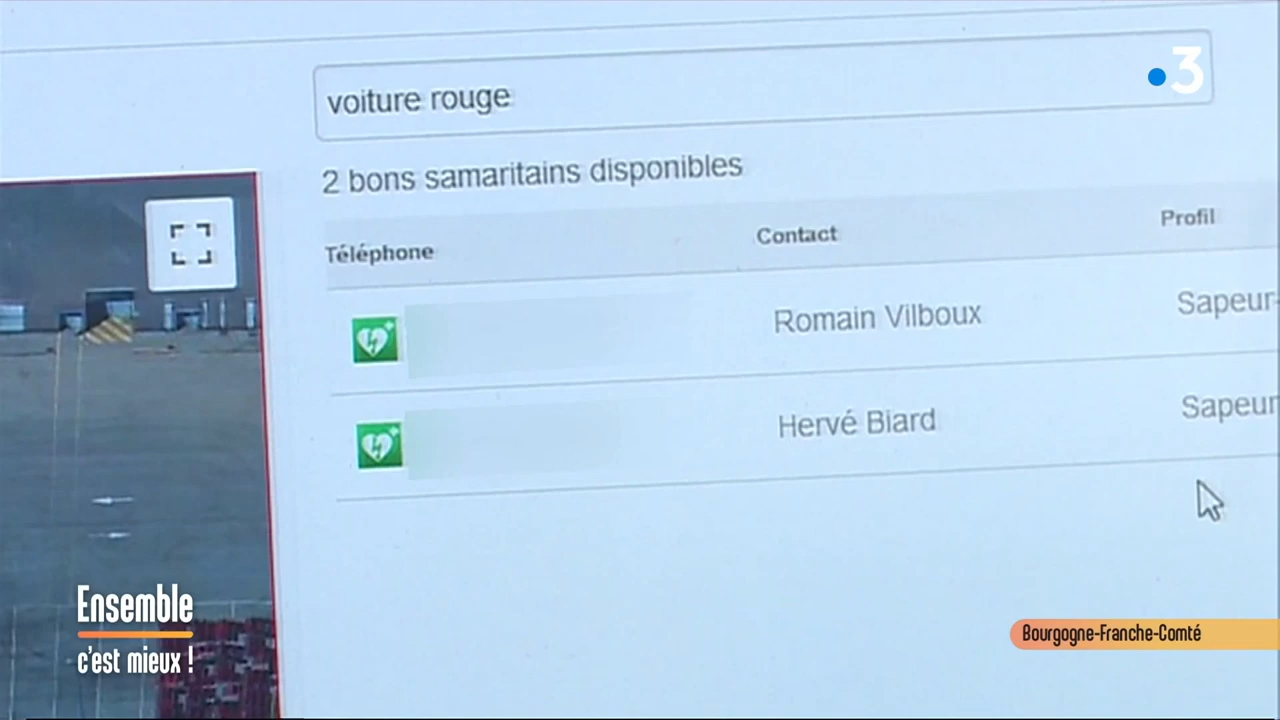 3
voiture rouge
2 bons samaritains disponibles
Téléphone Contact Profil
Romain Vilboux Sapeur-
Hervé Biard Sapeur
Ensemble
c'est mieux !
Bourgogne-Franche-Comté